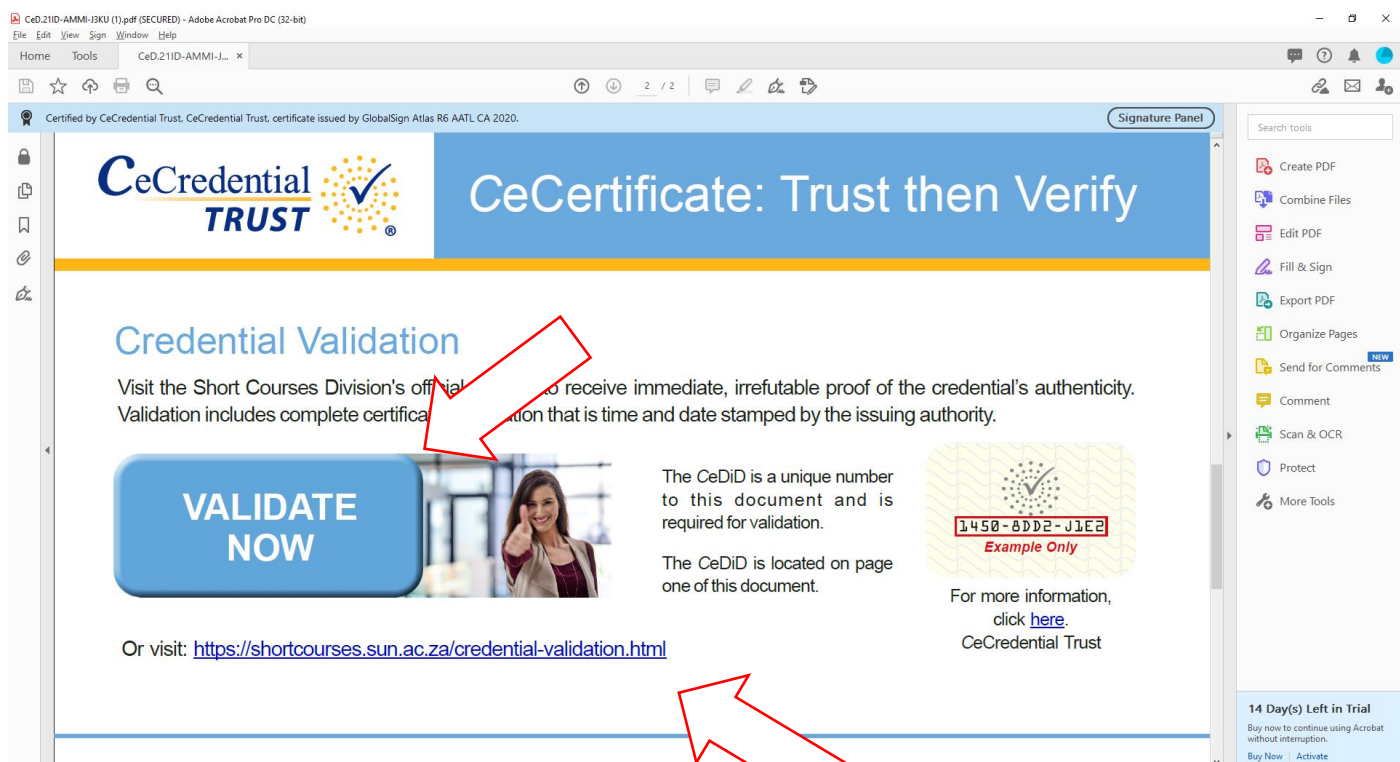 CeD.21ID-AMMI-J3KU (1).pdf (SECURED) - Adobe Acrobat Pro DC (32-bit)
File Edit View Sign Window Help
Home Tools CeD.21ID-AMMI-J... ×
2 / 2
Certified by CeCredential Trust, CeCredential Trust, certificate issued by GlobalSign Atlas R6 AATL CA 2020.
Signature Panel
CeCredential
TRUST
®
CeCertificate: Trust then Verify
Credential Validation
Visit the Short Courses Division's official to receive immediate, irrefutable proof of the credential's authenticity.
Validation includes complete certificat tion that is time and date stamped by the issuing authority.
VALIDATE
NOW
The CeDiD is a unique number
to this document and is
required for validation.
The CeDiD is located on page
one of this document.
1450-8DD2-J1E2
Example Only
For more information,
click here.
CeCredential Trust
Or visit: https://shortcourses.sun.ac.za/credential-validation.html
Search tools
Create PDF
Combine Files
Edit PDF
Fill & Sign
Export PDF
Organize Pages
NEW
Send for Comments
Comment
Scan & OCR
Protect
More Tools
14 Day(s) Left in Trial
Buy now to continue using Acrobat
without interruption.
Buy Now | Activate